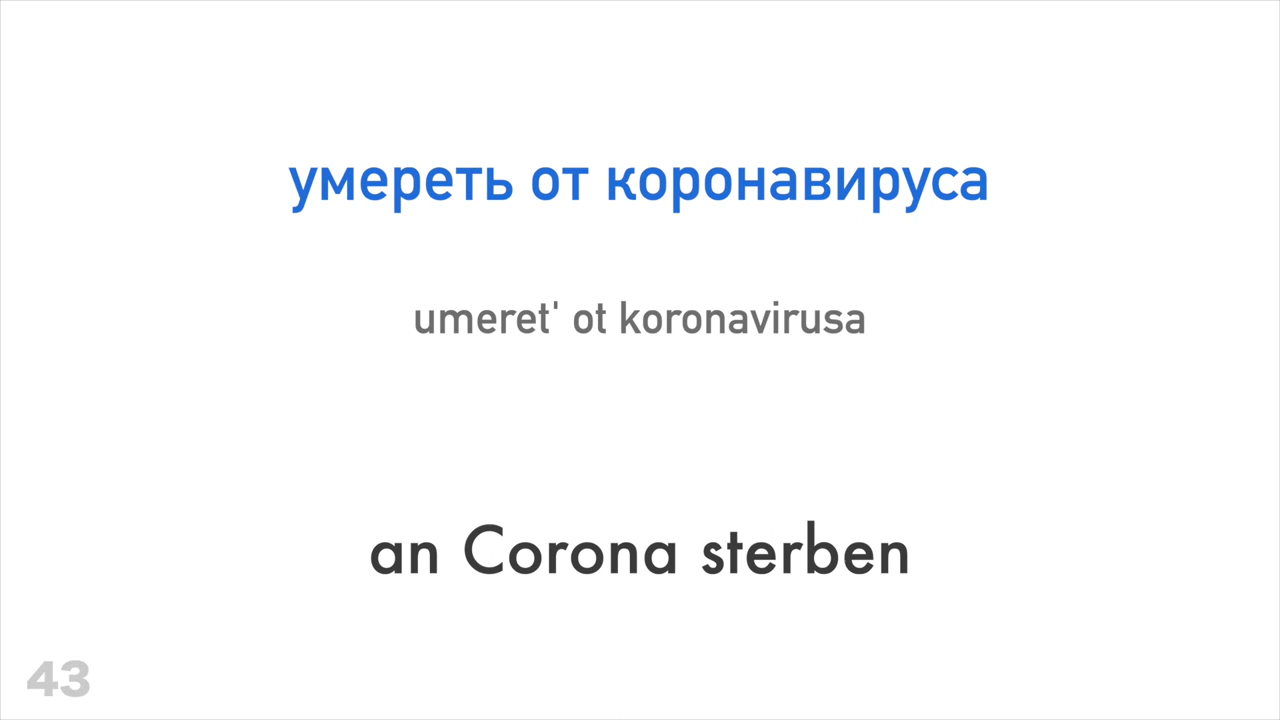 умереть от коронавируса
umeret' ot koronavirusa
an Corona sterben
43